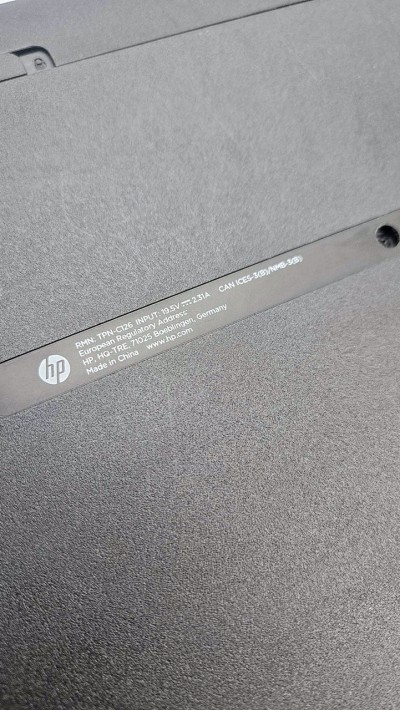 RMN: TPN-C126 INPUT: 19.5V⎓2.31A CAN ICES-3(B)/NMB-3(B)
European Regulatory Address:
HP, HQ-TRE, 71025 Boeblingen, Germany
Made in China www.hp.com
hp